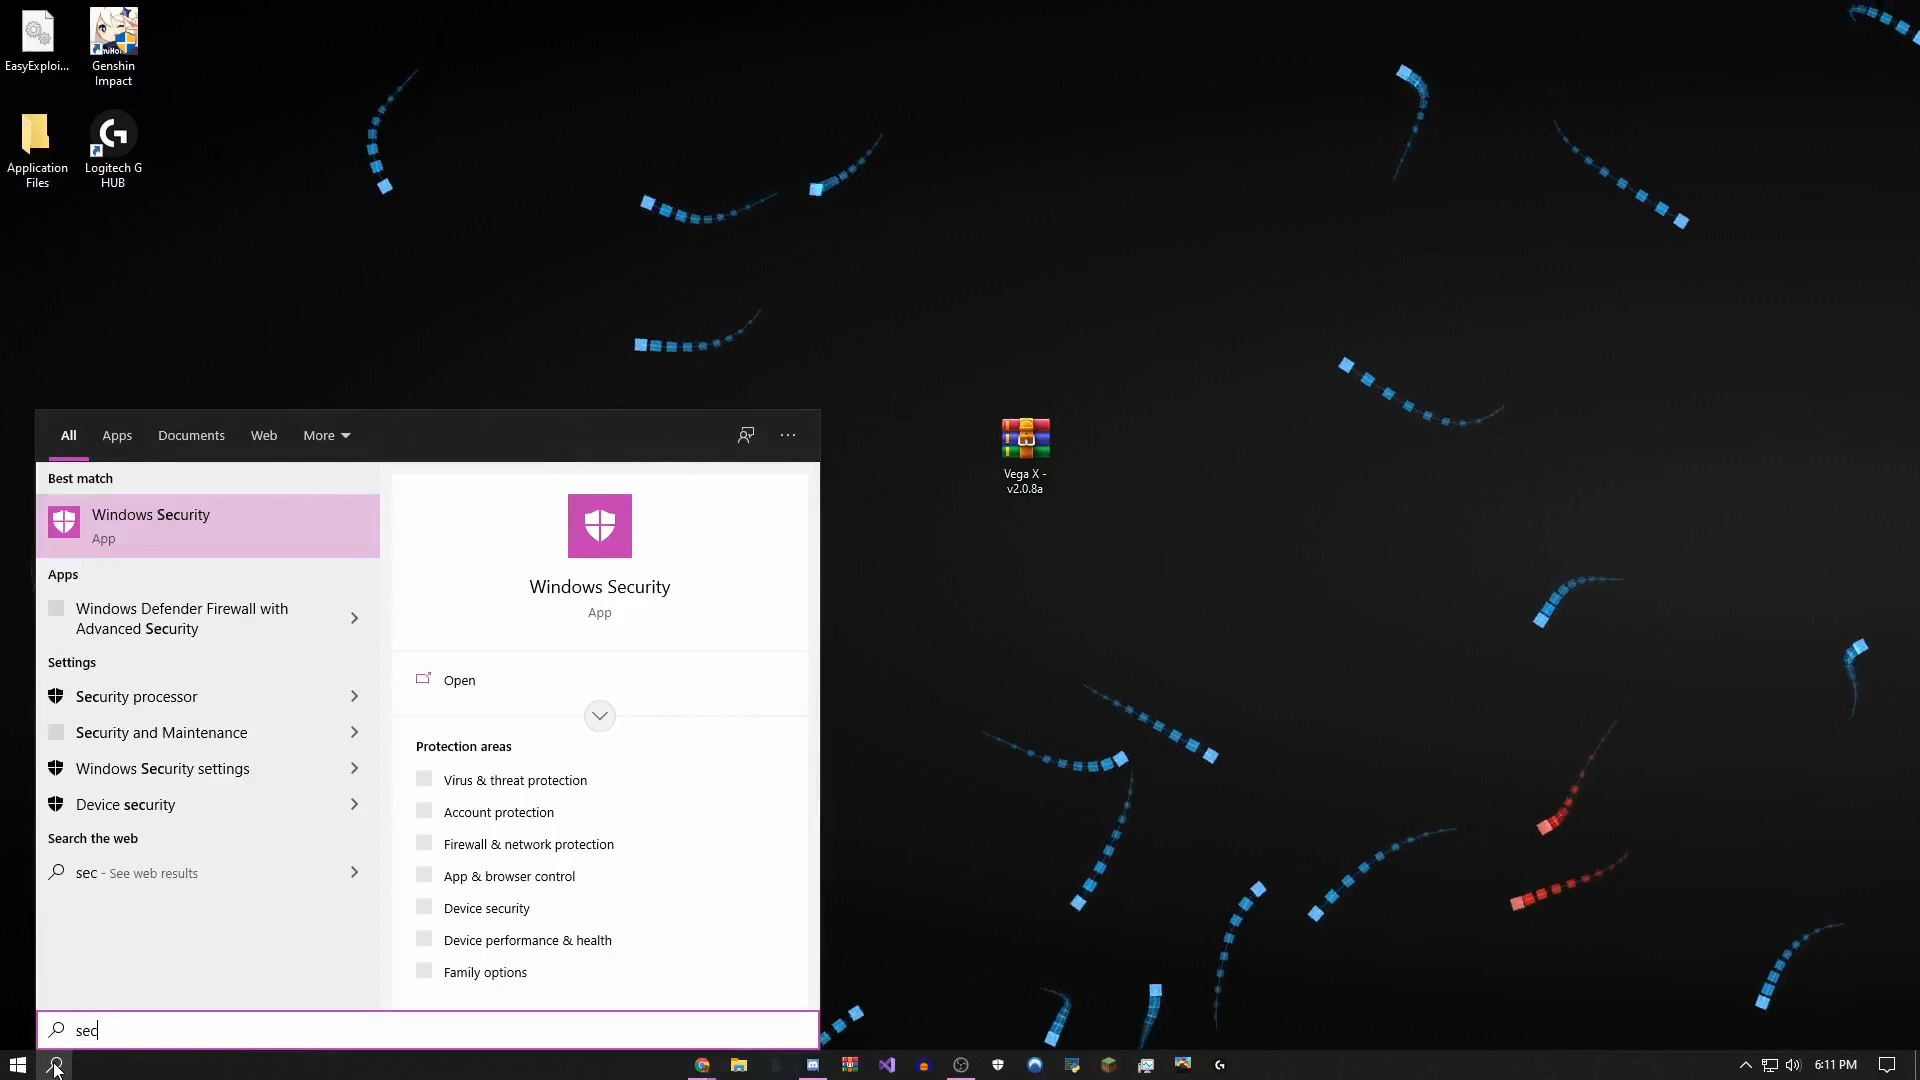 EasyExploi...
Genshin
Impact
Application
Files
Logitech G
HUB
Vega X -
v2.0.8a
All
Apps
Documents
Web
More
Best match
Windows Security
App
Apps
Windows Defender Firewall with
Advanced Security
Settings
Security processor
Security and Maintenance
Windows Security settings
Device security
Search the web
sec - See web results
Windows Security
App
Open
Protection areas
Virus & threat protection
Account protection
Firewall & network protection
App & browser control
Device security
Device performance & health
Family options
sec
6:11 PM